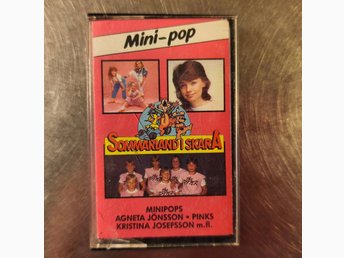 Mini-pop
SOMMARLAND I SKARA
MINIPOPS
AGNETA JÖNSSON • PINKS
KRISTINA JOSEFSSON m.fl.